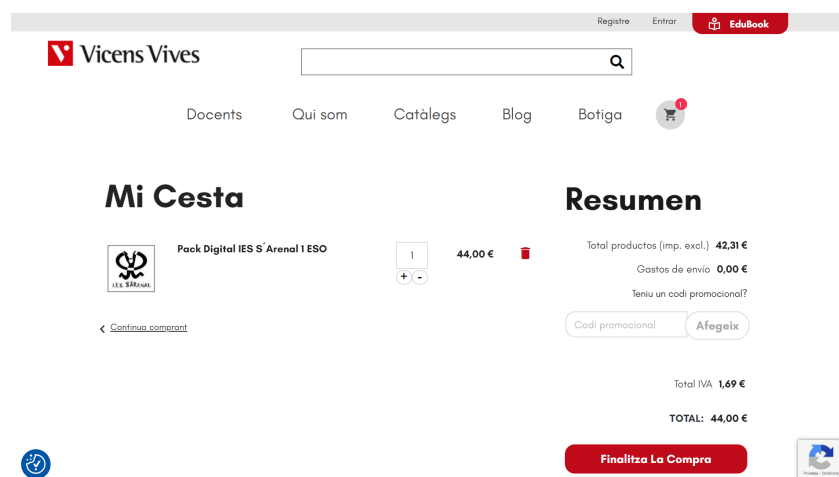 Registre Entrar EduBook
Vicens Vives
Docents Qui som Catàlegs Blog Botiga 1
Mi Cesta
Resumen
Pack Digital IES S´Arenal 1 ESO 1 44,00 €
+ -
I.E.S. S'ARENAL
Continua comprant
Total productos (imp. excl.) 42,31 €
Gastos de envío 0,00 €
Teniu un codi promocional?
Codi promocional Afegeix
Total IVA 1,69 €
TOTAL: 44,00 €
Finalitza La Compra